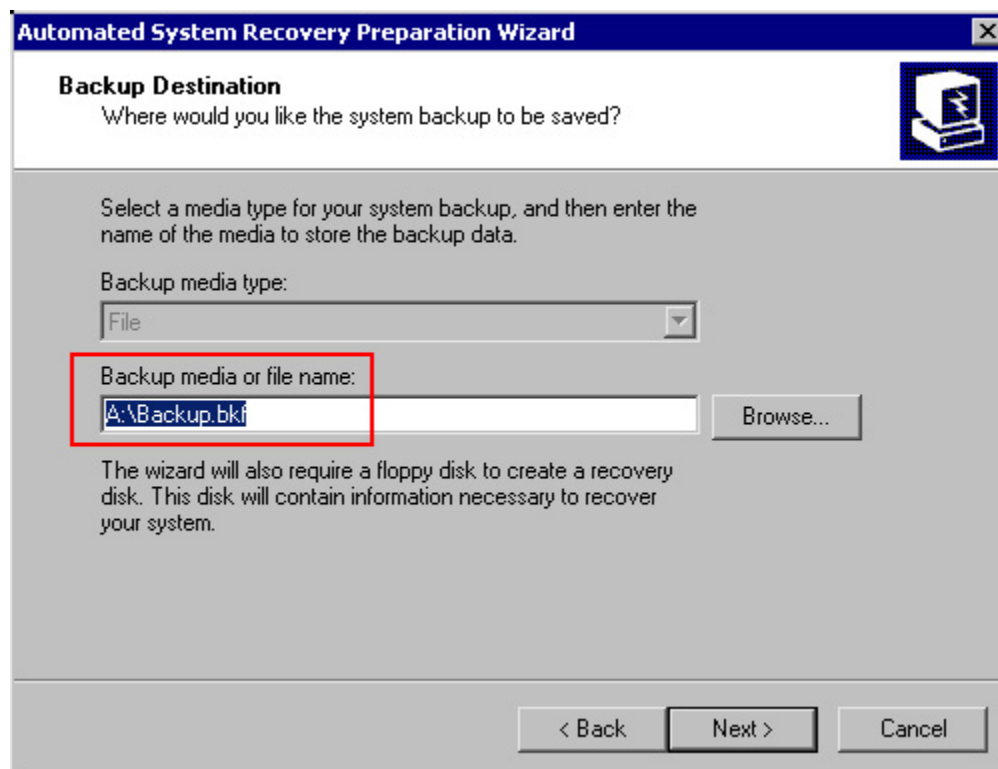 Automated System Recovery Preparation Wizard
Backup Destination
Where would you like the system backup to be saved?
Select a media type for your system backup, and then enter the
name of the media to store the backup data.
Backup media type:
File
Backup media or file name:
A:\Backup.bkf
Browse...
The wizard will also require a floppy disk to create a recovery
disk. This disk will contain information necessary to recover
your system.
< Back
Next >
Cancel